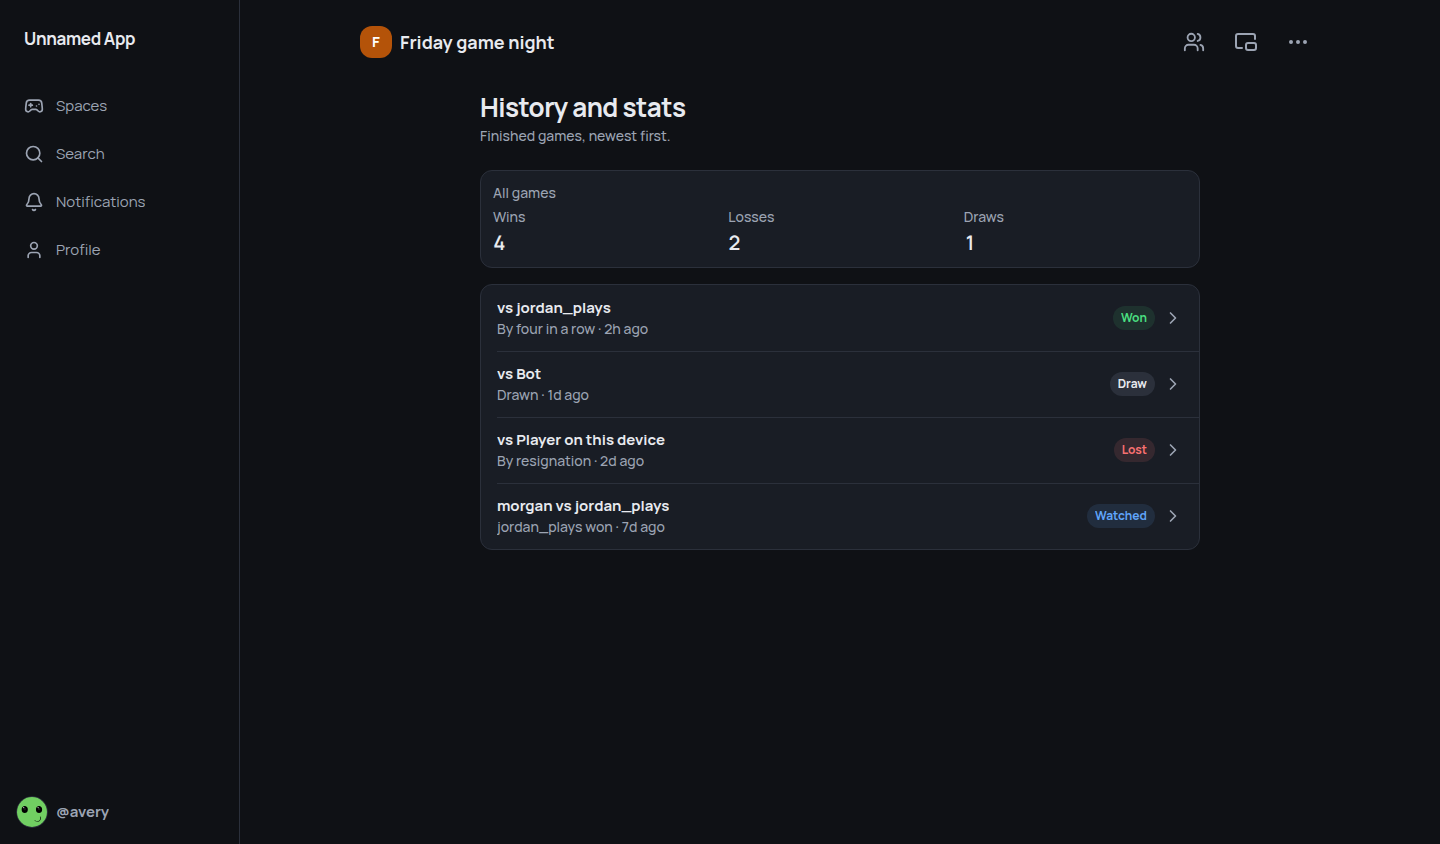 Unnamed App
Spaces
Search
Notifications
Profile
@avery
F Friday game night
History and stats
Finished games, newest first.
All games
Wins Losses Draws
4 2 1
vs jordan_plays
By four in a row · 2h ago
Won
vs Bot
Drawn · 1d ago
Draw
vs Player on this device
By resignation · 2d ago
Lost
morgan vs jordan_plays
jordan_plays won · 7d ago
Watched